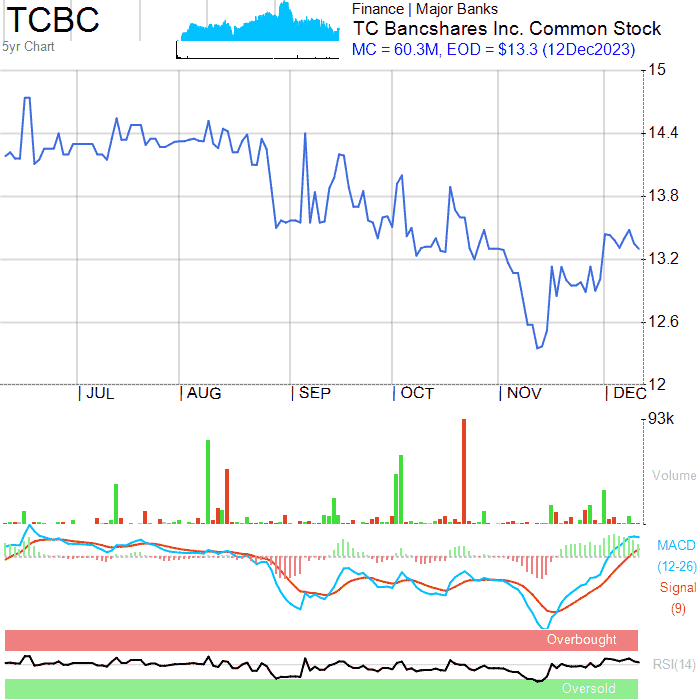 TCBC
5yr Chart
Finance | Major Banks
TC Bancshares Inc. Common Stock
MC = 60.3M, EOD = $13.3 (12Dec2023)
15
14.4
13.8
13.2
12.6
12
| JUL
| AUG
| SEP
| OCT
| NOV
| DEC
93k
Volume
MACD
(12-26)
Signal
(9)
Overbought
RSI(14)
Oversold